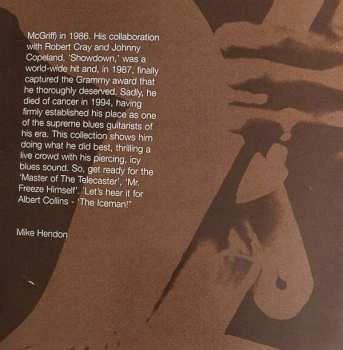 McGriff) in 1986. His collaboration
with Robert Cray and Johnny
Copeland, 'Showdown,' was a
world-wide hit and, in 1987, finally
captured the Grammy award that
he thoroughly deserved. Sadly, he
died of cancer in 1994, having
firmly established his place as one
of the supreme blues guitarists of
his era. This collection shows him
doing what he did best, thrilling a
live crowd with his piercing, icy
blues sound. So, get ready for the
'Master of The Telecaster', 'Mr.
Freeze Himself'. 'Let's hear it for
Albert Collins - 'The Iceman!"
Mike Hendon